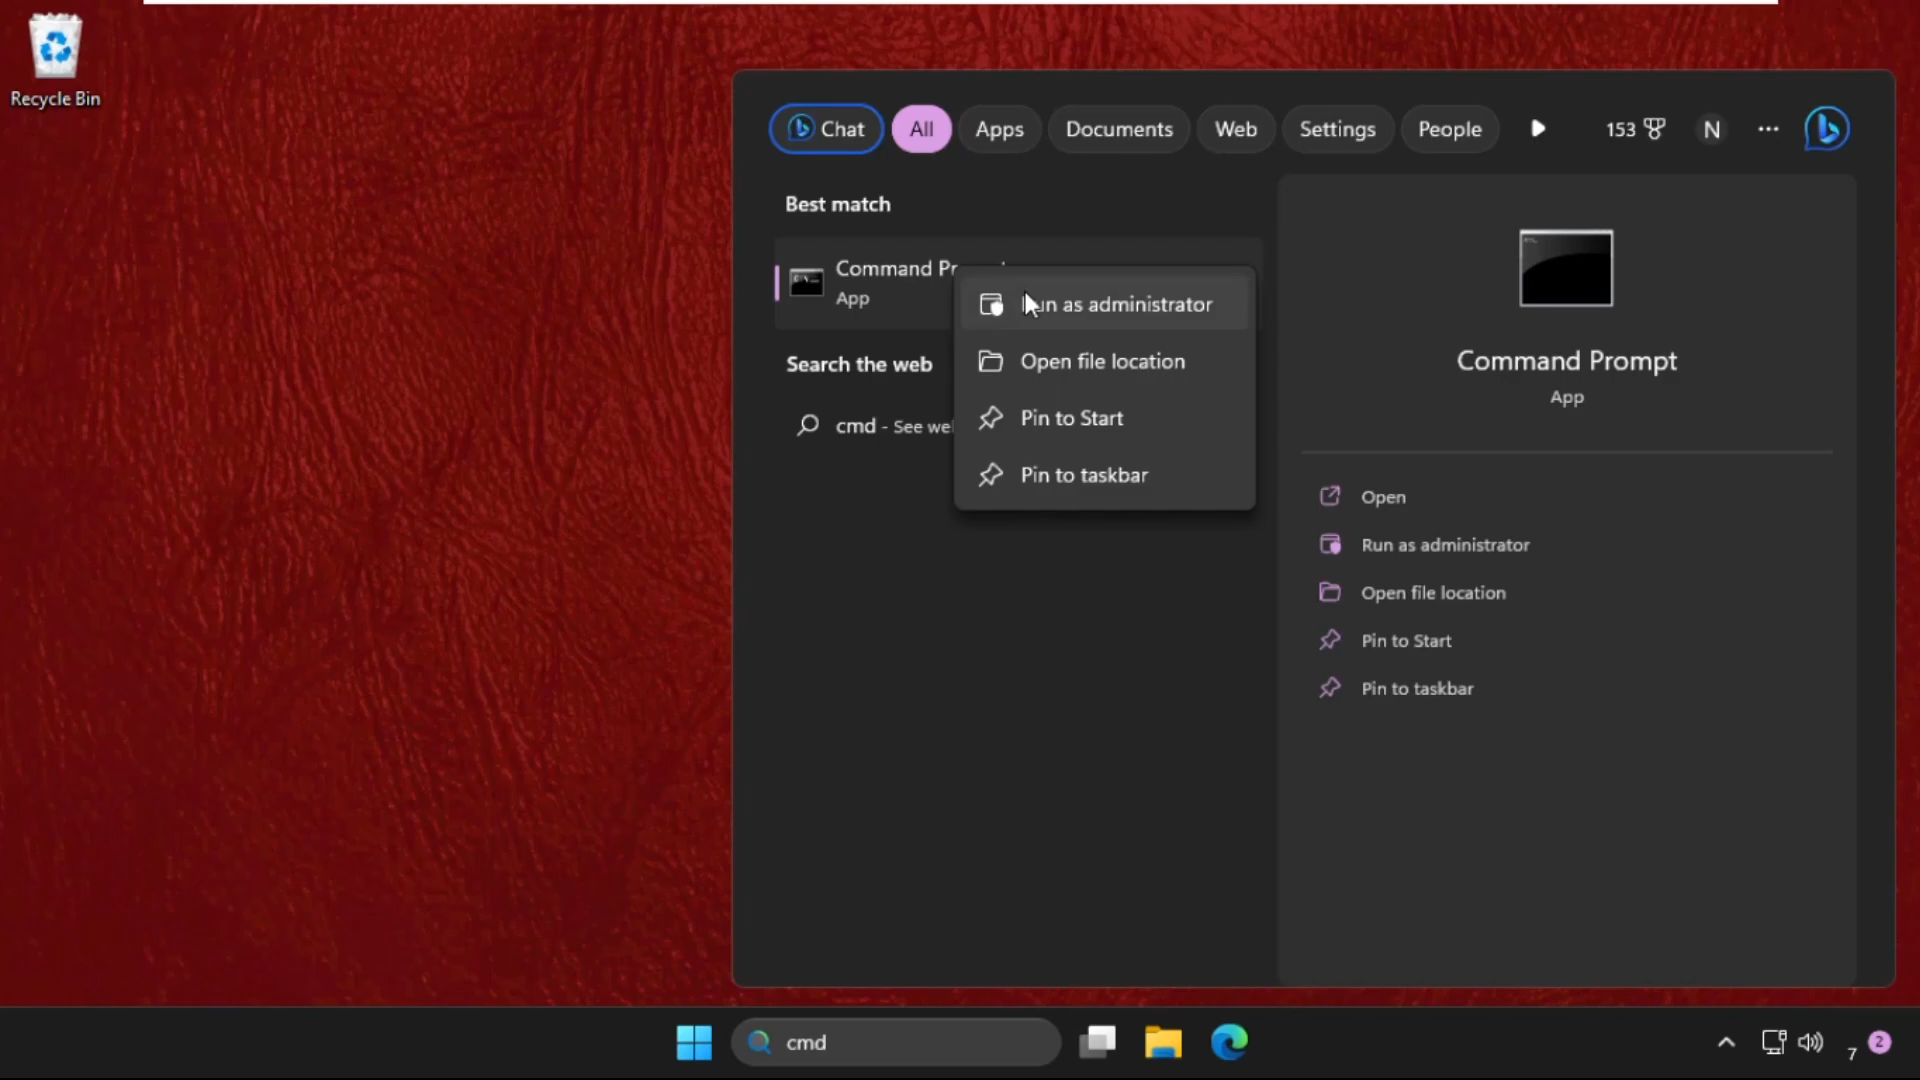 Recycle Bin
Chat
All
Apps
Documents
Web
Settings
People
153
N
Best match
Command
App
Run as administrator
Open file location
Pin to Start
Pin to taskbar
Search the web
cmd - See
Command Prompt
App
Open
Run as administrator
Open file location
Pin to Start
Pin to taskbar
cmd
7
2